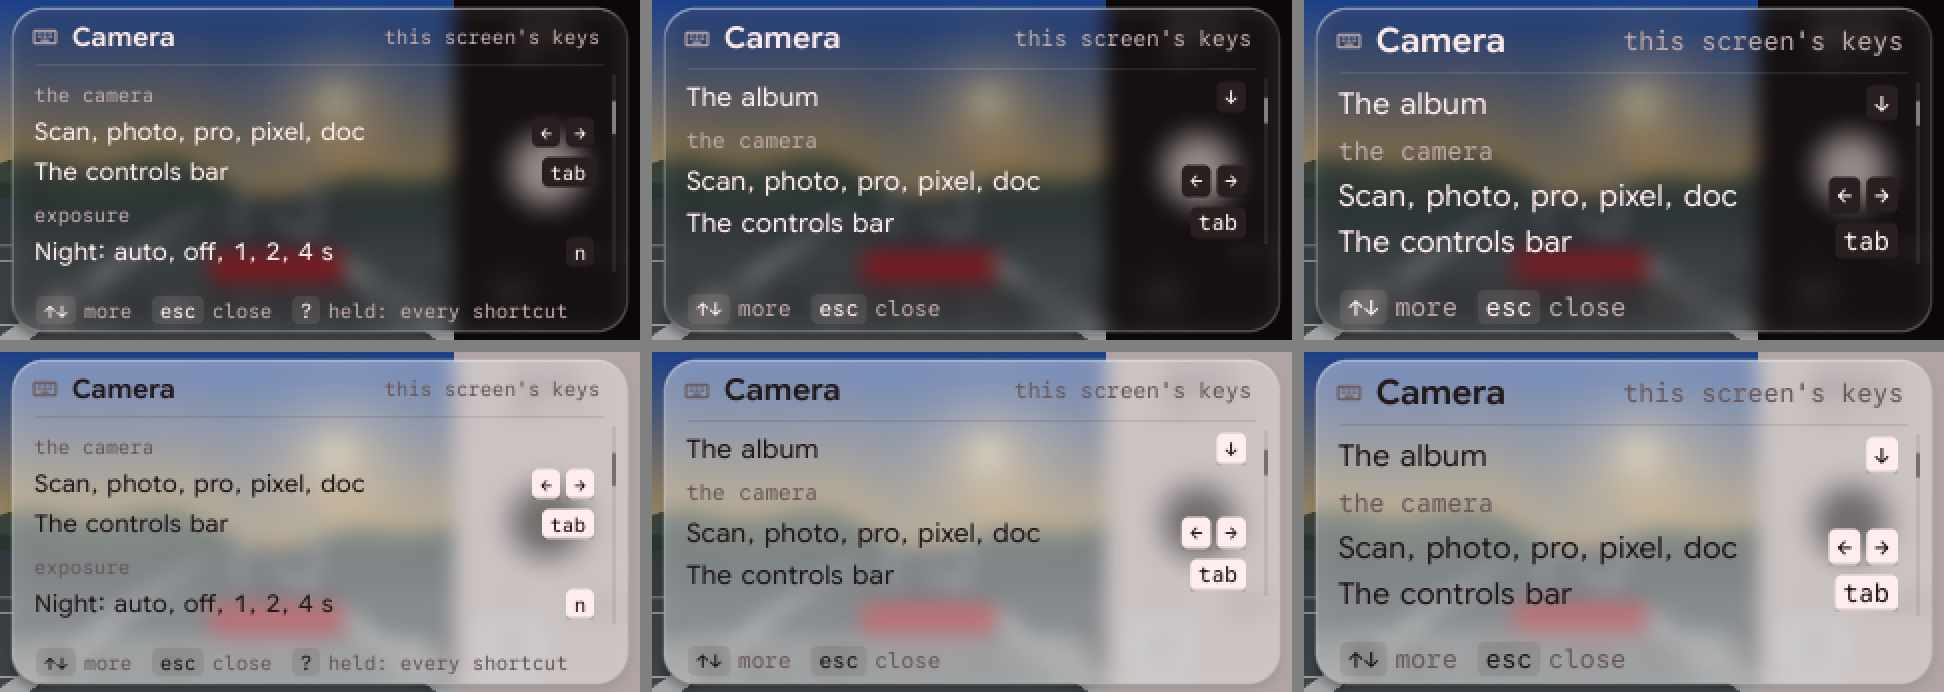 Camera this screen's keys
the camera
Scan, photo, pro, pixel, doc ← →
The controls bar tab
exposure
Night: auto, off, 1, 2, 4 s n
↑↓ more esc close ? held: every shortcut
Camera this screen's keys
The album ↓
the camera
Scan, photo, pro, pixel, doc ← →
The controls bar tab
↑↓ more esc close
Camera this screen's keys
The album ↓
the camera
Scan, photo, pro, pixel, doc ← →
The controls bar tab
↑↓ more esc close
Camera this screen's keys
the camera
Scan, photo, pro, pixel, doc ← →
The controls bar tab
exposure
Night: auto, off, 1, 2, 4 s n
↑↓ more esc close ? held: every shortcut
Camera this screen's keys
The album ↓
the camera
Scan, photo, pro, pixel, doc ← →
The controls bar tab
↑↓ more esc close
Camera this screen's keys
The album ↓
the camera
Scan, photo, pro, pixel, doc ← →
The controls bar tab
↑↓ more esc close